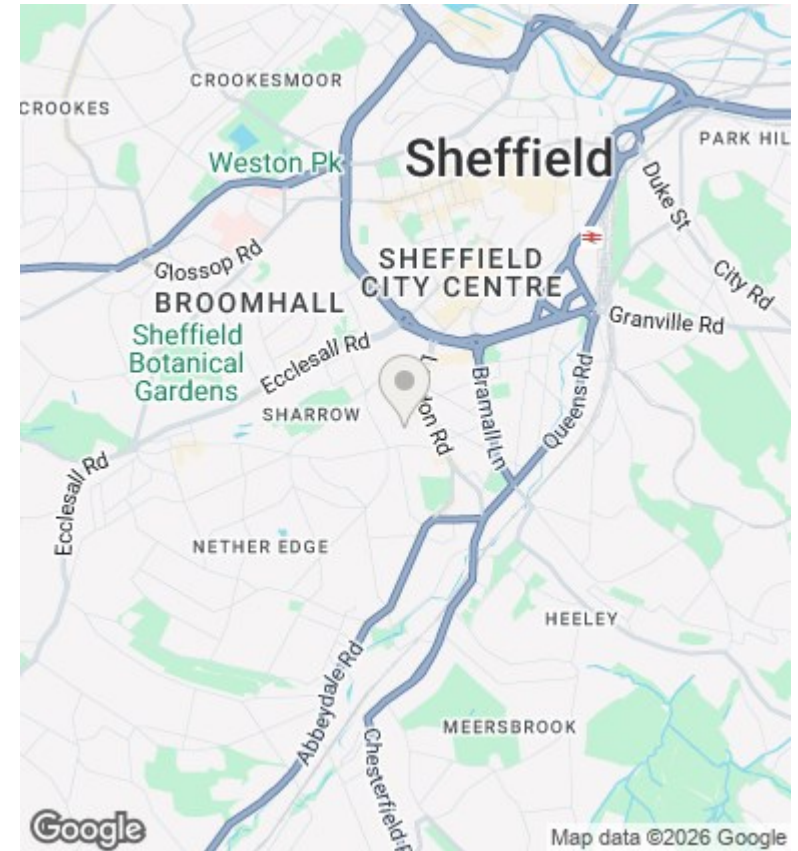 CROOKESMOOR
CROOKES
Weston Pk
Sheffield
PARK HIL
Duke St
City Rd
Glossop Rd
SHEFFIELD
CITY CENTRE
BROOMHALL
Granville Rd
Sheffield
Botanical
Gardens
Ecclesall Rd
Bramall Ln
Queens Rd
SHARROW
don Rd
Ecclesall Rd
NETHER EDGE
HEELEY
Abbeydale Rd
MEERSBROOK
Chesterfield R
Google
Map data ©2026 Google